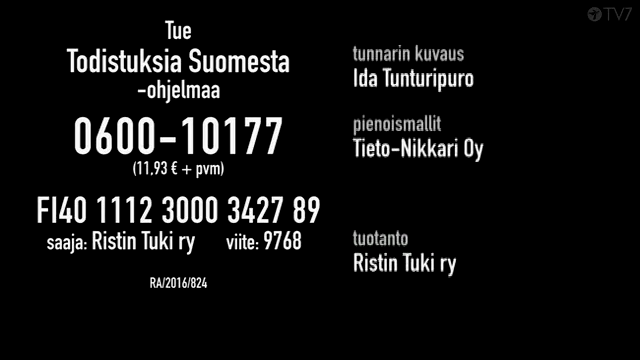 TV7
Tue
Todistuksia Suomesta
-ohjelmaa
0600-10177
(11,93 € + pvm)
FI40 1112 3000 3427 89
saaja: Ristin Tuki ry viite: 9768
RA/2016/824
tunnarin kuvaus
Ida Tunturipuro
pienoismallit
Tieto-Nikkari Oy
tuotanto
Ristin Tuki ry